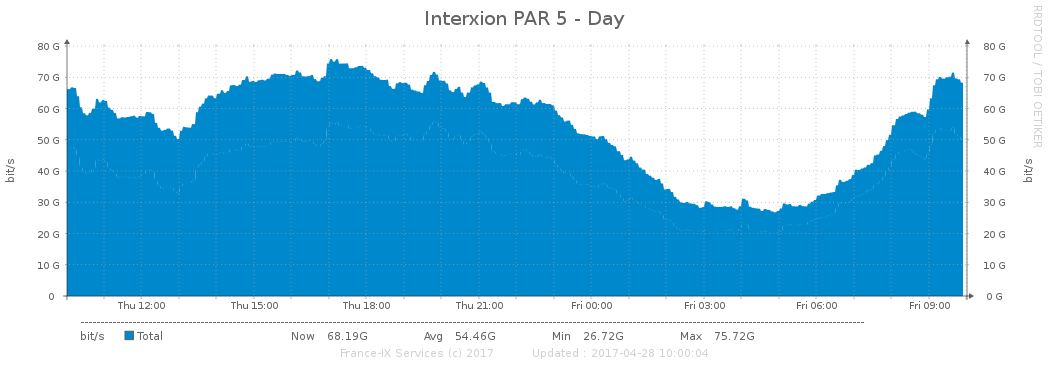 Interxion PAR 5 - Day
RRDTOOL / TOBI OETIKER
80 G 80 G
70 G 70 G
60 G 60 G
50 G 50 G
40 G 40 G
30 G 30 G
20 G 20 G
10 G 10 G
0 0 G
bit/s bit/s
Thu 12:00 Thu 15:00 Thu 18:00 Thu 21:00 Fri 00:00 Fri 03:00 Fri 06:00 Fri 09:00
bit/s Total Now 68.19G Avg 54.46G Min 26.72G Max 75.72G
France-IX Services (c) 2017 Updated : 2017-04-28 10:00:04